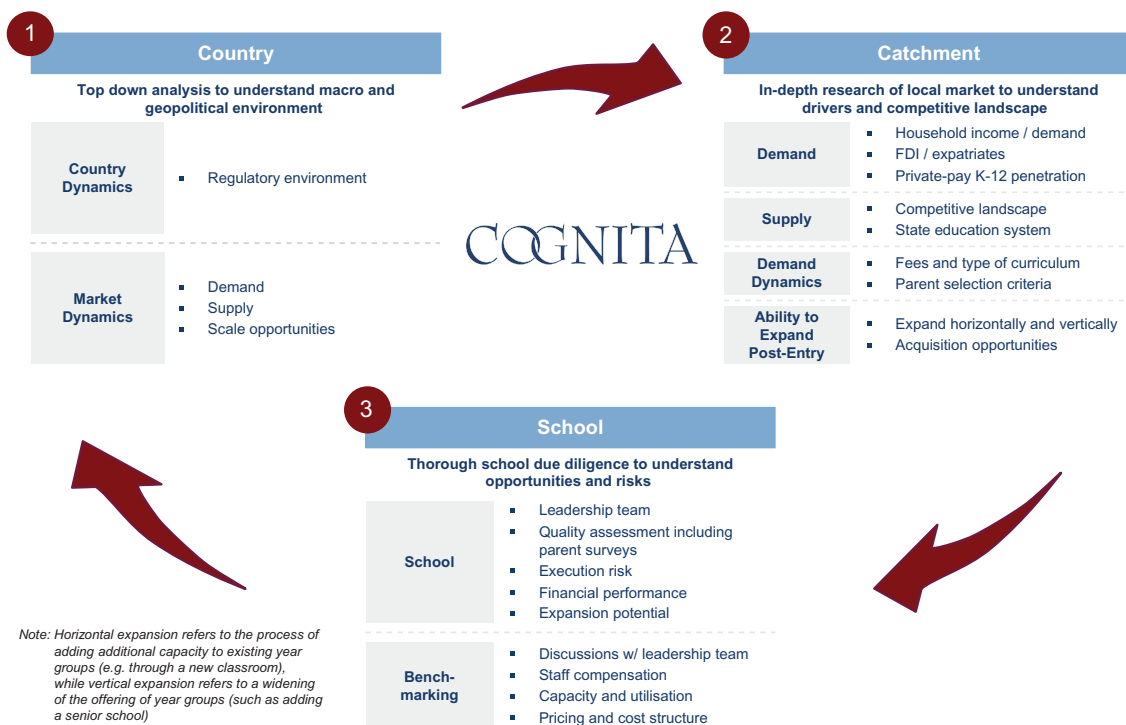 1
Country
Top down analysis to understand macro and
geopolitical environment
Country
Dynamics
▪ Regulatory environment
Market
Dynamics
▪ Demand
▪ Supply
▪ Scale opportunities
COGNITA
2
Catchment
In-depth research of local market to understand
drivers and competitive landscape
Demand
▪ Household income / demand
▪ FDI / expatriates
▪ Private-pay K-12 penetration
Supply
▪ Competitive landscape
▪ State education system
Demand
Dynamics
▪ Fees and type of curriculum
▪ Parent selection criteria
Ability to
Expand
Post-Entry
▪ Expand horizontally and vertically
▪ Acquisition opportunities
3
School
Thorough school due diligence to understand
opportunities and risks
School
▪ Leadership team
▪ Quality assessment including
parent surveys
▪ Execution risk
▪ Financial performance
▪ Expansion potential
Bench-
marking
▪ Discussions w/ leadership team
▪ Staff compensation
▪ Capacity and utilisation
▪ Pricing and cost structure
Note: Horizontal expansion refers to the process of
adding additional capacity to existing year
groups (e.g. through a new classroom),
while vertical expansion refers to a widening
of the offering of year groups (such as adding
a senior school)